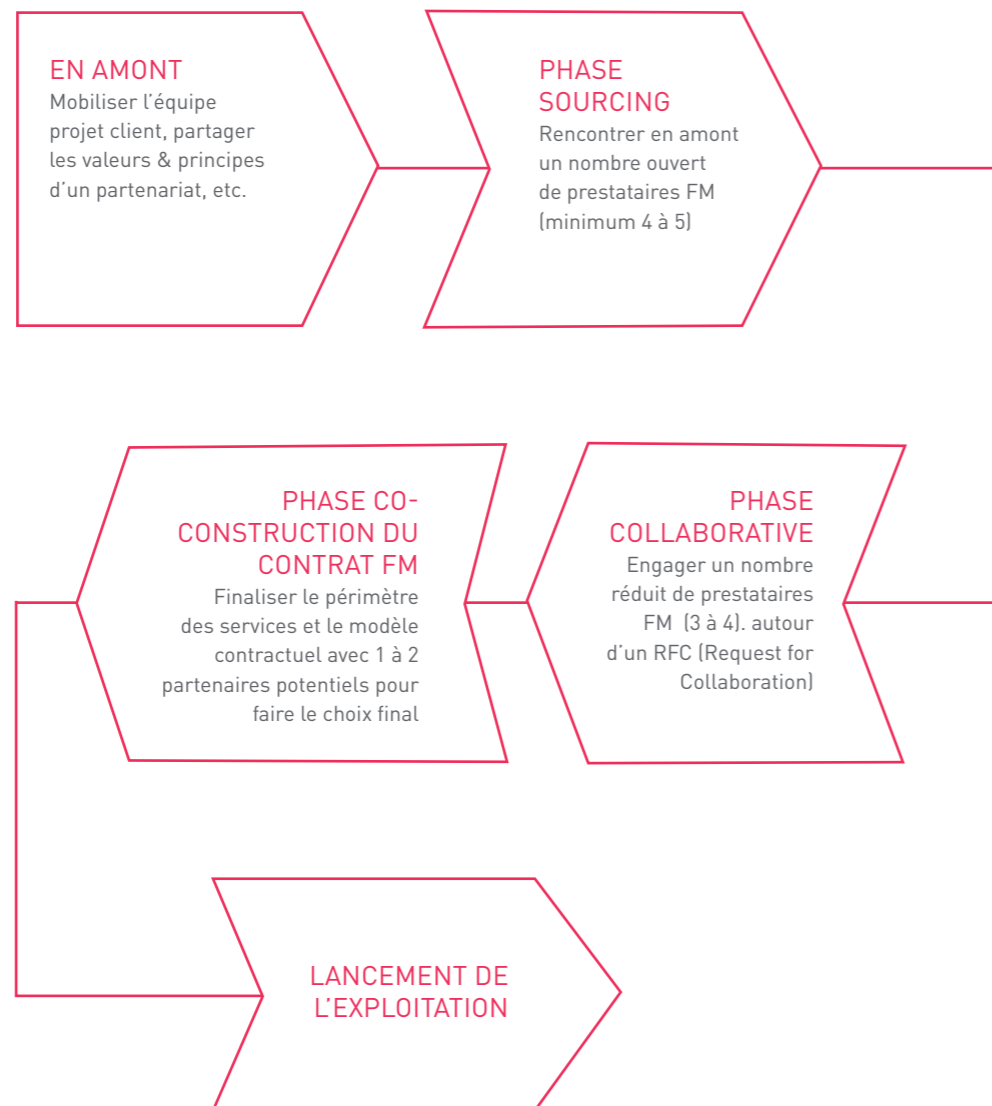 EN AMONT
Mobiliser l’équipe
projet client, partager
les valeurs & principes
d’un partenariat, etc.
PHASE
SOURCING
Rencontrer en amont
un nombre ouvert
de prestataires FM
(minimum 4 à 5)
PHASE
COLLABORATIVE
Engager un nombre
réduit de prestataires
FM (3 à 4). autour
d’un RFC (Request for
Collaboration)
PHASE CO-
CONSTRUCTION DU
CONTRAT FM
Finaliser le périmètre
des services et le modèle
contractuel avec 1 à 2
partenaires potentiels pour
faire le choix final
LANCEMENT DE
L’EXPLOITATION